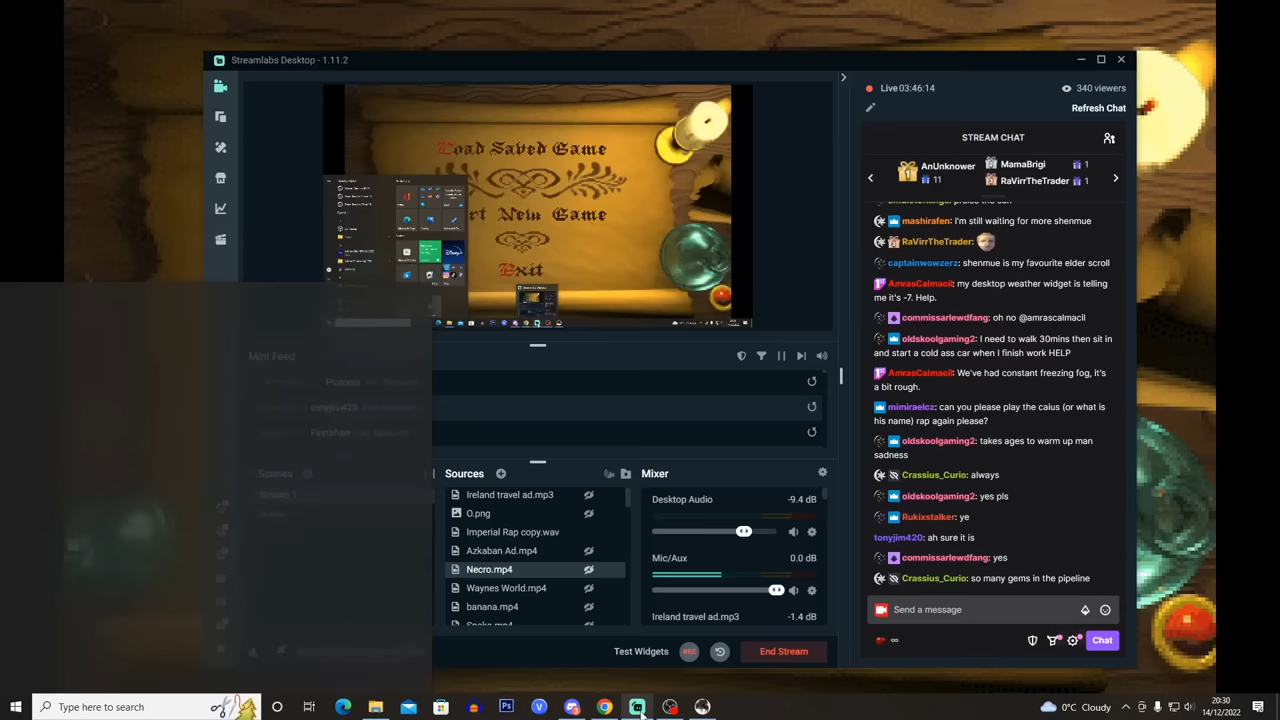 Streamlabs Desktop - 1.11.2
Load Saved Game
rt New Game
Exit
Live 03:46:14
340 viewers
Refresh Chat
STREAM CHAT
AnUnknower
11
MamaBrigi
1
RaVirrTheTrader
1
mashirafen: I'm still waiting for more shenmue
RaVirrTheTrader:
captainwowzerz: shenmue is my favourite elder scroll
AmrasCalmacil: my desktop weather widget is telling
me it's -7. Help.
commissarlewdfang: oh no @amrascalmacil
oldskoolgaming2: I need to walk 30mins then sit in
and start a cold ass car when I finish work HELP
AmrasCalmacil: We've had constant freezing fog, it's
a bit rough.
mimiraelcz: can you please play the caius (or what is
his name) rap again please?
oldskoolgaming2: takes ages to warm up man
sadness
Crassius_Curio: always
oldskoolgaming2: yes pls
Rukixstalker: ye
tonyjim420: ah sure it is
commissarlewdfang: yes
Crassius_Curio: so many gems in the pipeline
Send a message
Chat
Mini Feed
Plutonix
tonyjim420
Scenes
Stream 1
Sources
Ireland travel ad.mp3
O.png
Imperial Rap copy.wav
Azkaban Ad.mp4
Necro.mp4
Waynes World.mp4
banana.mp4
Mixer
Desktop Audio
-9.4 dB
Mic/Aux
0.0 dB
Ireland travel ad.mp3
-1.4 dB
Test Widgets
REC
End Stream
Type here to search
0°C Cloudy
20:30
14/12/2022